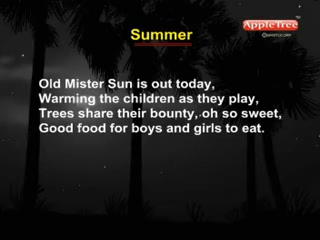 Summer
AppleTree
Old Mister Sun is out today,
Warming the children as they play,
Trees share their bounty, oh so sweet,
Good food for boys and girls to eat.